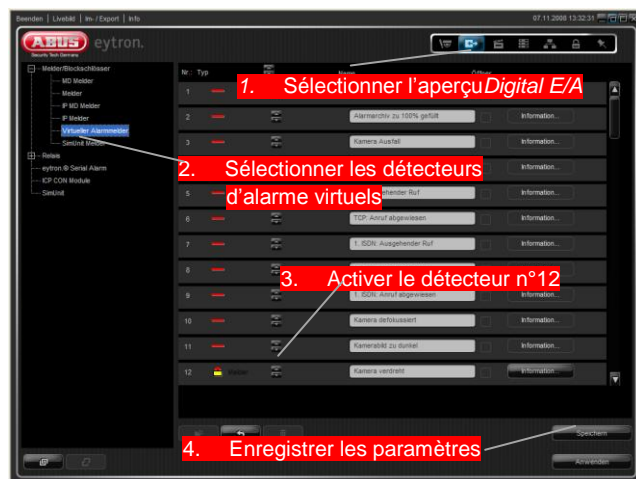 Beenden | Livebild | Im- / Export | Info
07.11.2008 13:32:31
ABUS eytron.
Security Tech Germany
Melder/Blockschlösser
MD Melder
Melder
IP MD Melder
IP Melder
Virtueller Alarmmelder
SimUnit Melder
Relais
eytron.® Serial Alarm
ICP CON Module
SimUnit
Nr.: Typ
1
1. Sélectionner l'aperçu Digital E/A
2 Alarmarchiv zu 100% gefüllt Information...
3 Kamera Ausfall Information...
2. Sélectionner les détecteurs
d'alarme virtuels
5 Ruf Information...
6 TCP: Anruf abgewiesen Information...
7 1. ISDN: Ausgehender Ruf Information...
8
3. Activer le détecteur n°12
9 1. ISDN: Anruf abgewiesen Information...
10 Kamera defokussiert Information...
11 Kamerabild zu dunkel Information...
12 Melder Kamera verdreht Information...
4. Enregistrer les paramètres
Speichern
Anwenden